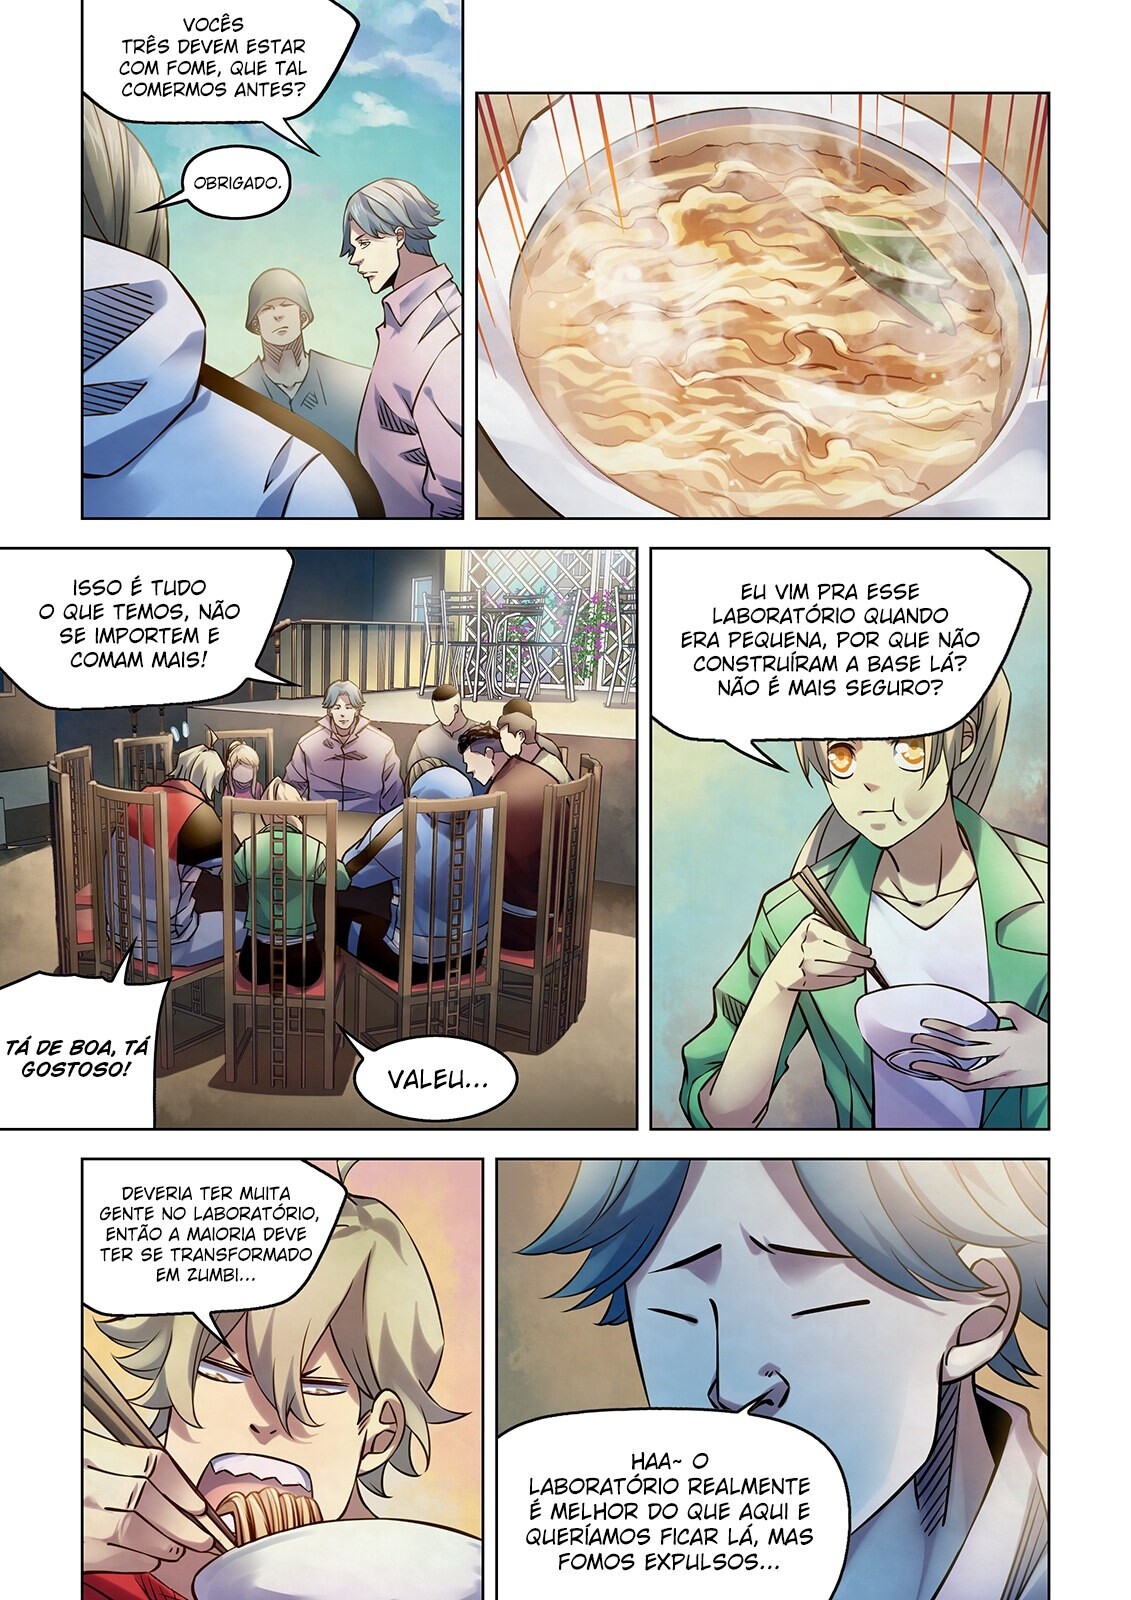 VOCÊS
TRÊS DEVEM ESTAR
COM FOME, QUE TAL
COMERMOS ANTES?
OBRIGADO.
ISSO É TUDO
O QUE TEMOS, NÃO
SE IMPORTEM E
COMAM MAIS!
TÁ DE BOA, TÁ
GOSTOSO!
VALEU...
EU VIM PRA ESSE
LABORATÓRIO QUANDO
ERA PEQUENA, POR QUE NÃO
CONSTRUÍRAM A BASE LÁ?
NÃO É MAIS SEGURO?
DEVERIA TER MUITA
GENTE NO LABORATÓRIO,
ENTÃO A MAIORIA DEVE
TER SE TRANSFORMADO
EM ZUMBI...
HAA~ O
LABORATÓRIO REALMENTE
É MELHOR DO QUE AQUI E
QUERÍAMOS FICAR LÁ, MAS
FOMOS EXPULSOS...